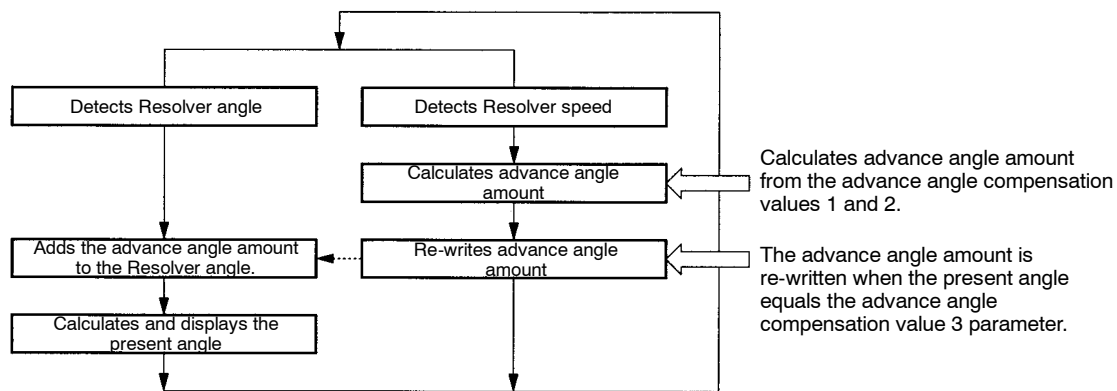 Detects Resolver angle
Detects Resolver speed
Calculates advance angle
amount
Calculates advance angle amount
from the advance angle compensation
values 1 and 2.
Adds the advance angle amount
to the Resolver angle.
Re-writes advance angle
amount
The advance angle amount is
re-written when the present angle
equals the advance angle
compensation value 3 parameter.
Calculates and displays the
present angle